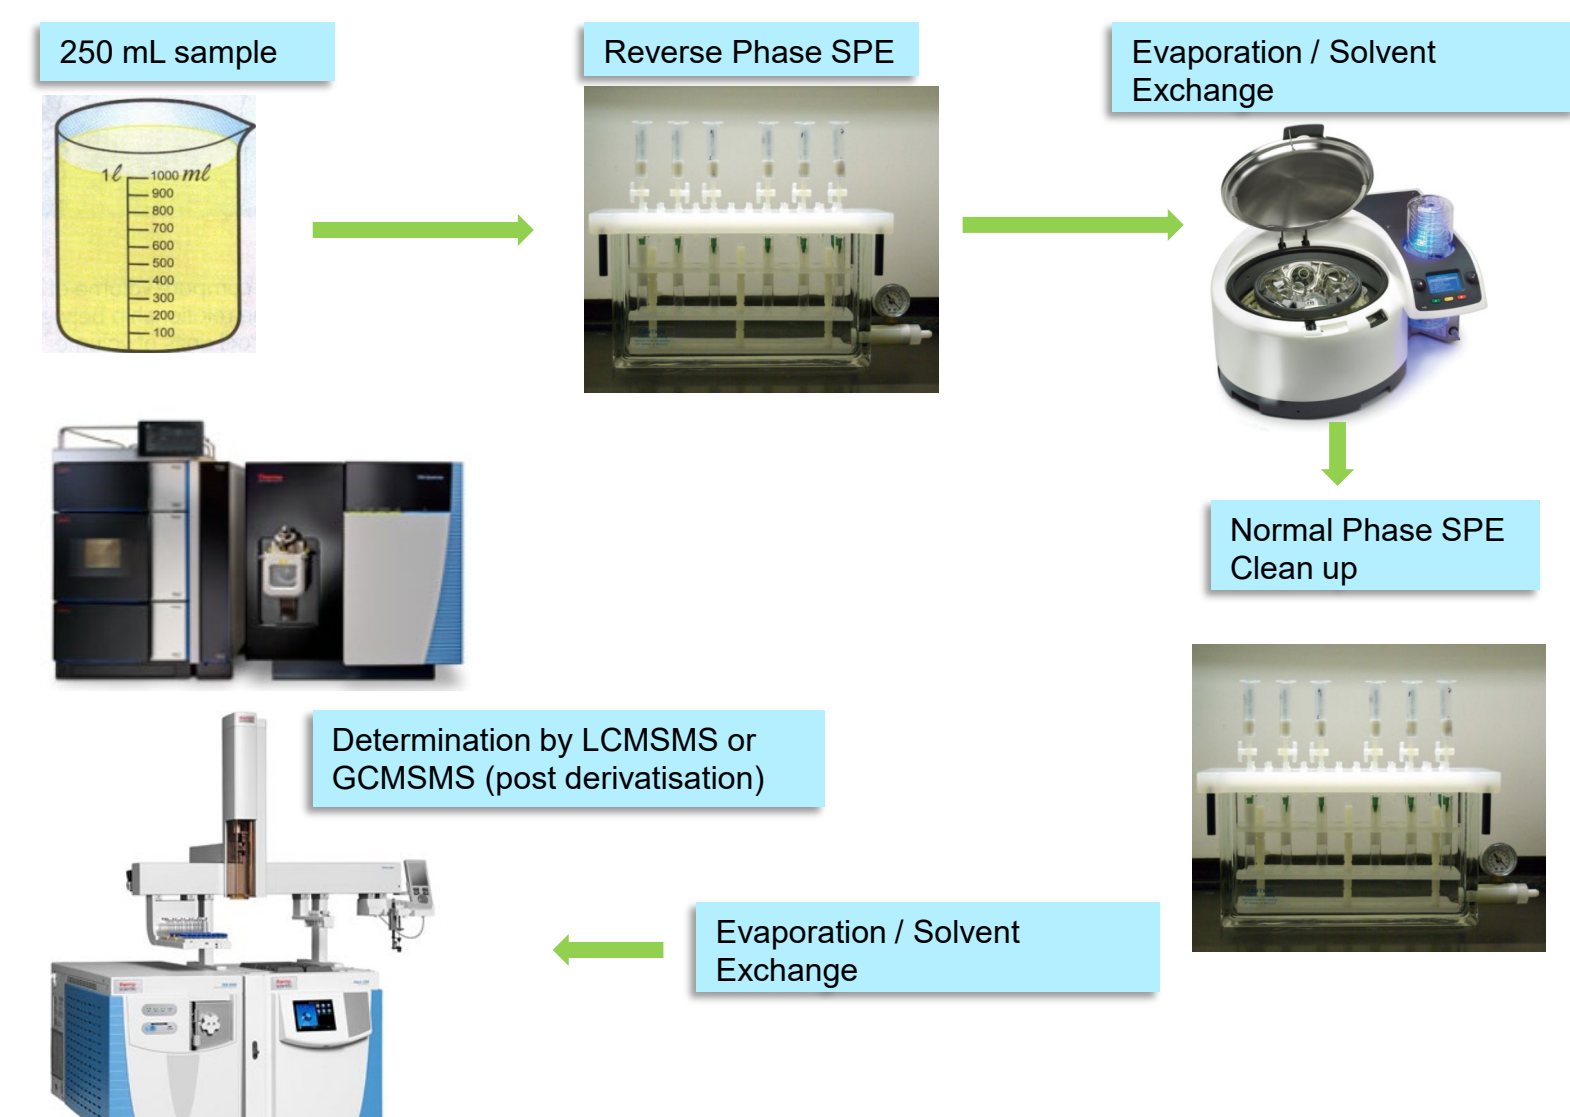 250 mL sample
Reverse Phase SPE
Evaporation / Solvent
Exchange
1ℓ 1000 ml
900
800
700
600
500
400
300
200
100
Normal Phase SPE
Clean up
Determination by LCMSMS or
GCMSMS (post derivatisation)
Evaporation / Solvent
Exchange